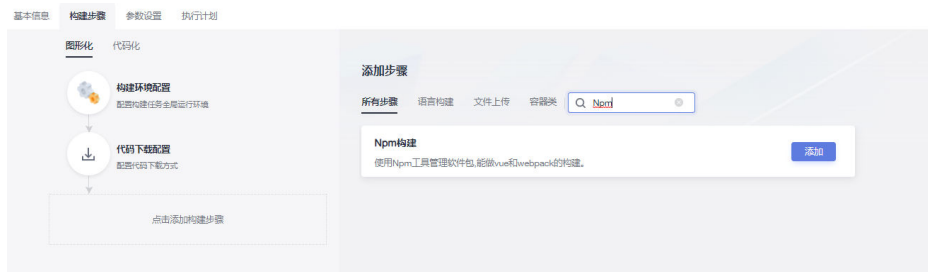 基本信息 构建步骤 参数设置 执行计划
图形化 代码化
构建环境配置
配置构建任务全局运行环境
代码下载配置
配置代码下载方式
点击添加构建步骤
添加步骤
所有步骤 语言构建 文件上传 容器类 Npm
Npm构建
使用Npm工具管理软件包,能做vue和webpack的构建。
添加